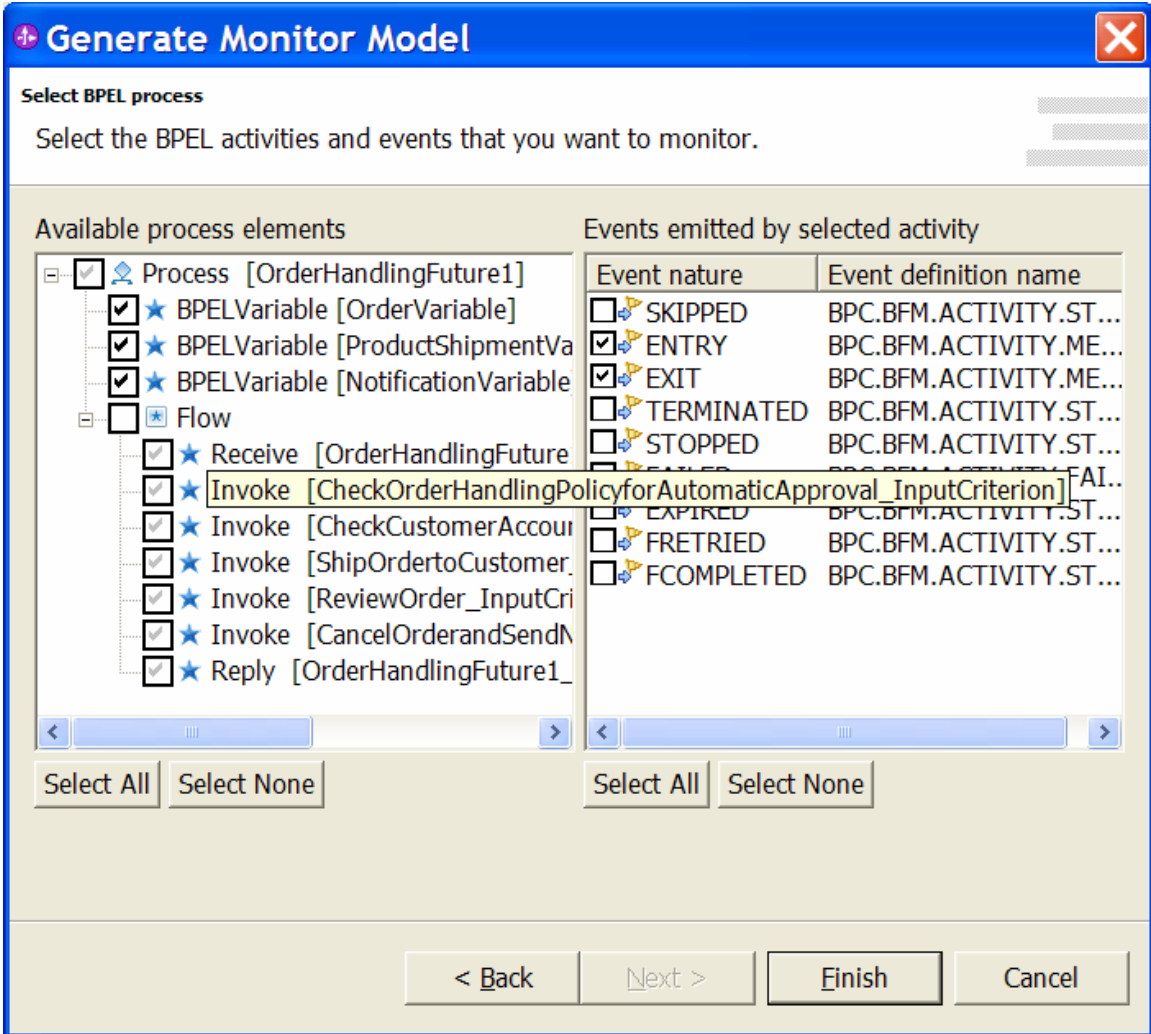 Generate Monitor Model
Select BPEL process
Select the BPEL activities and events that you want to monitor.
Available process elements
Process [OrderHandlingFuture1]
BPELVariable [OrderVariable]
BPELVariable [ProductShipmentVa
BPELVariable [NotificationVariable
Flow
Receive [OrderHandlingFuture
Invoke [CheckOrderHandlingPolicyforAutomaticApproval_InputCriterion]
Invoke [CheckCustomerAccour
Invoke [ShipOrdertoCustomer_
Invoke [ReviewOrder_InputCri
Invoke [CancelOrderandSendN
Reply [OrderHandlingFuture1_
Select All Select None
Events emitted by selected activity
Event nature Event definition name
SKIPPED BPC.BFM.ACTIVITY.ST...
ENTRY BPC.BFM.ACTIVITY.ME...
EXIT BPC.BFM.ACTIVITY.ME...
TERMINATED BPC.BFM.ACTIVITY.ST...
STOPPED BPC.BFM.ACTIVITY.ST...
FAILED BPC.BFM.ACTIVITY.FAI...
EXPIRED BPC.BFM.ACTIVITY.ST...
FRETRIED BPC.BFM.ACTIVITY.ST...
FCOMPLETED BPC.BFM.ACTIVITY.ST...
Select All Select None
< Back Next > Finish Cancel